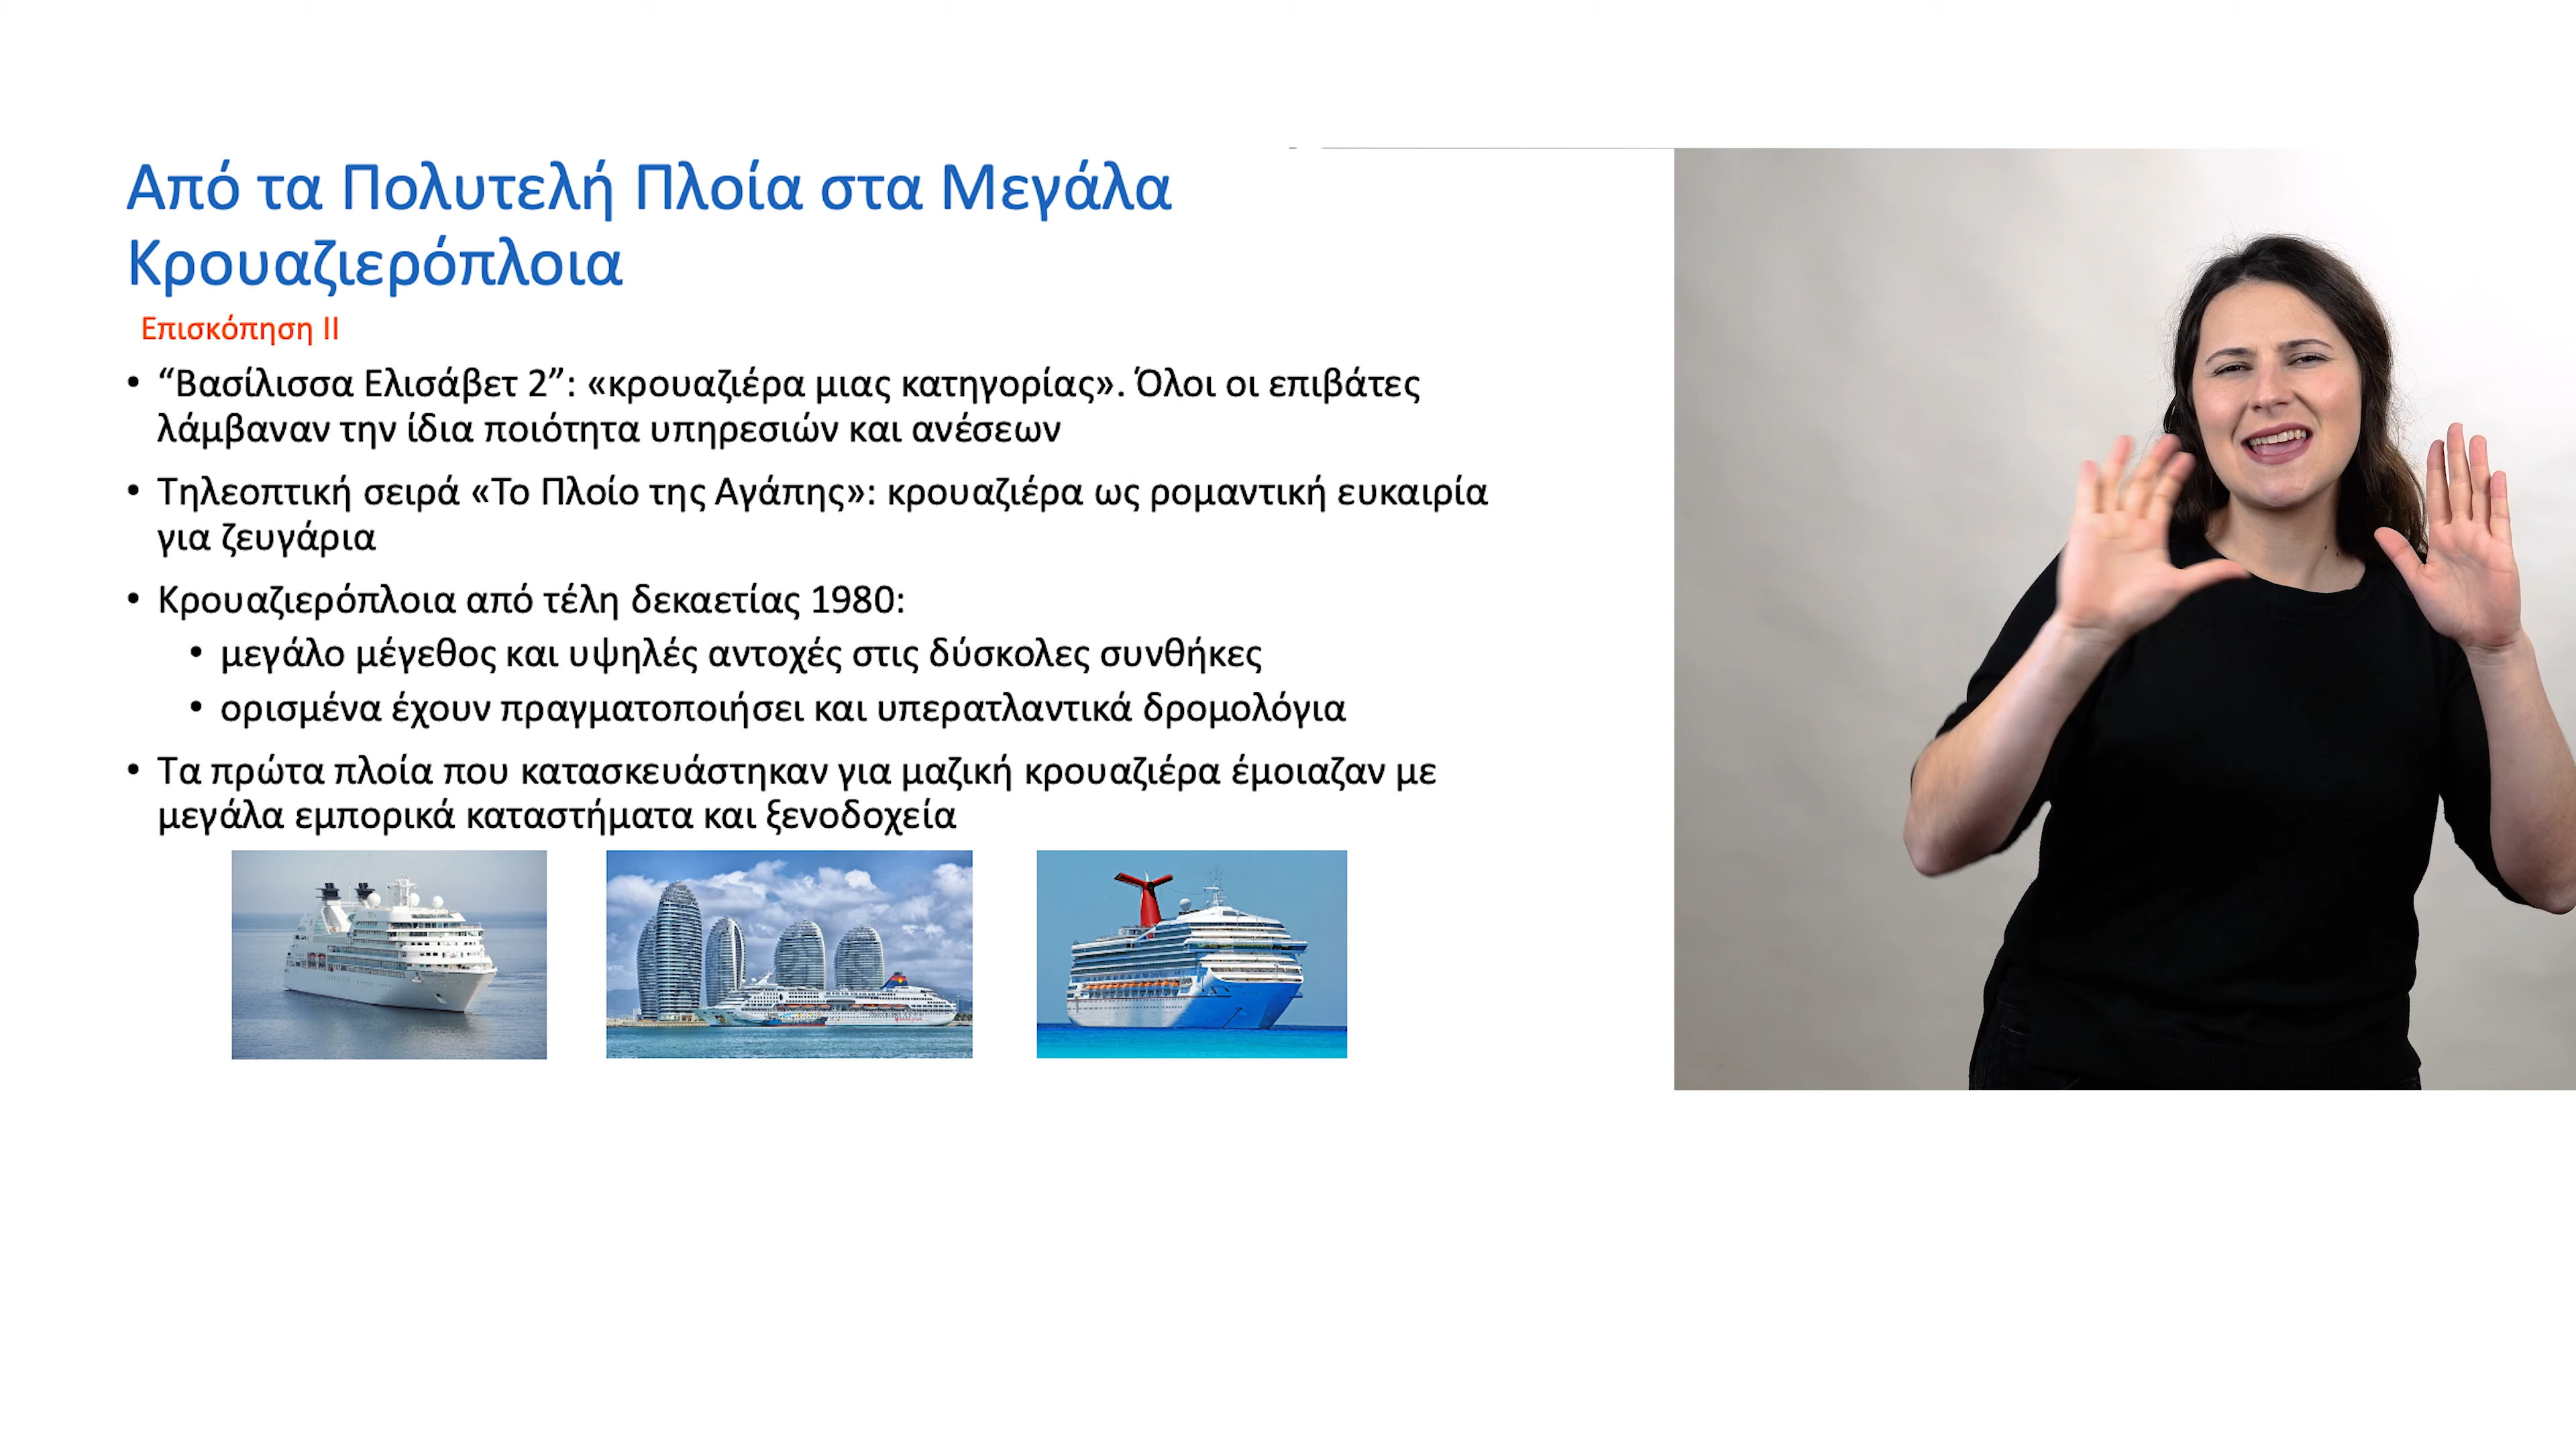 Από τα Πολυτελή Πλοία στα Μεγάλα
Κρουαζιερόπλοια
Επισκόπηση II
• “Βασίλισσα Ελισάβετ 2”: «κρουαζιέρα μιας κατηγορίας». Όλοι οι επιβάτες
λάμβαναν την ίδια ποιότητα υπηρεσιών και ανέσεων
• Τηλεοπτική σειρά «Το Πλοίο της Αγάπης»: κρουαζιέρα ως ρομαντική ευκαιρία
για ζευγάρια
• Κρουαζιερόπλοια από τέλη δεκαετίας 1980:
• μεγάλο μέγεθος και υψηλές αντοχές στις δύσκολες συνθήκες
• ορισμένα έχουν πραγματοποιήσει και υπερατλαντικά δρομολόγια
• Τα πρώτα πλοία που κατασκευάστηκαν για μαζική κρουαζιέρα έμοιαζαν με
μεγάλα εμπορικά καταστήματα και ξενοδοχεία